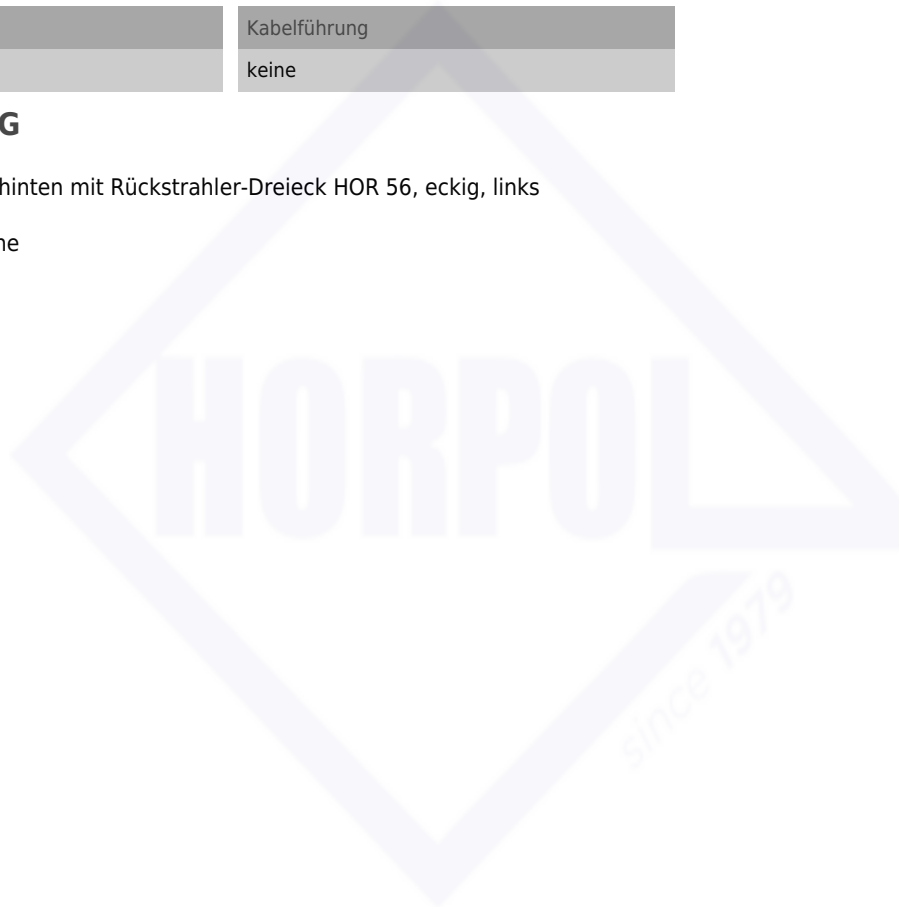 Kabelführung
keine
G
hinten mit Rückstrahler-Dreieck HOR 56, eckig, links
ne
HORPOL
since 1979